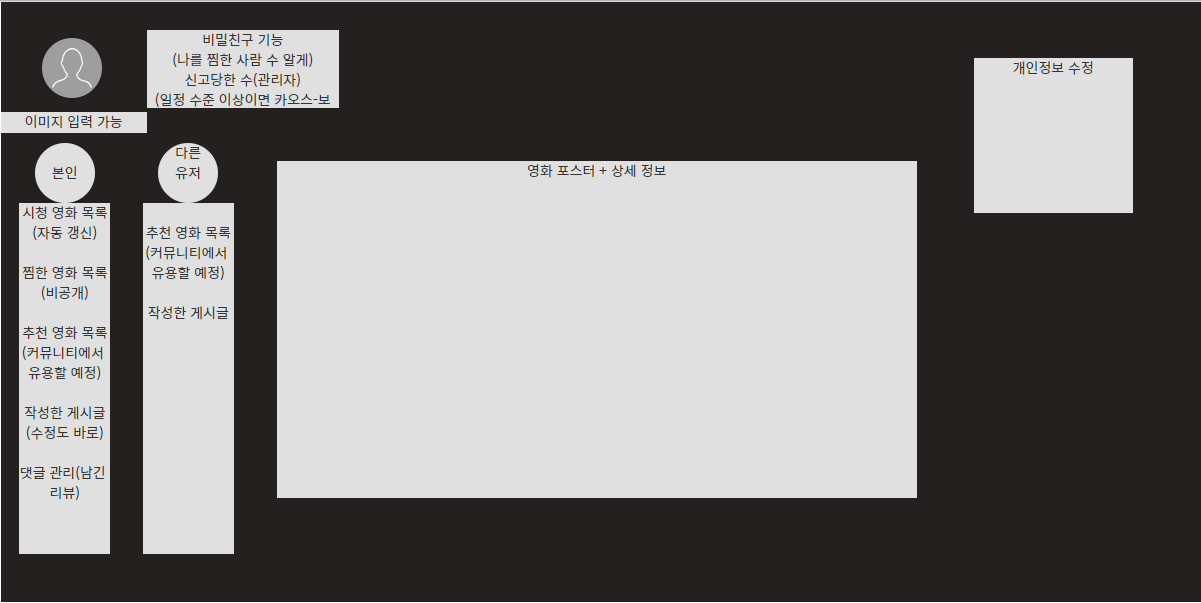 비밀친구 기능
(나를 찜한 사람 수 알게)
신고당한 수(관리자)
(일정 수준 이상이면 카오스-보
개인정보 수정
이미지 입력 가능
본인
다른
유저
영화 포스터 + 상세 정보
시청 영화 목록
(자동 갱신)
찜한 영화 목록
(비공개)
추천 영화 목록
(커뮤니티에서
유용할 예정)
작성한 게시글
(수정도 바로)
댓글 관리(남긴
리뷰)
추천 영화 목록
(커뮤니티에서
유용할 예정)
작성한 게시글